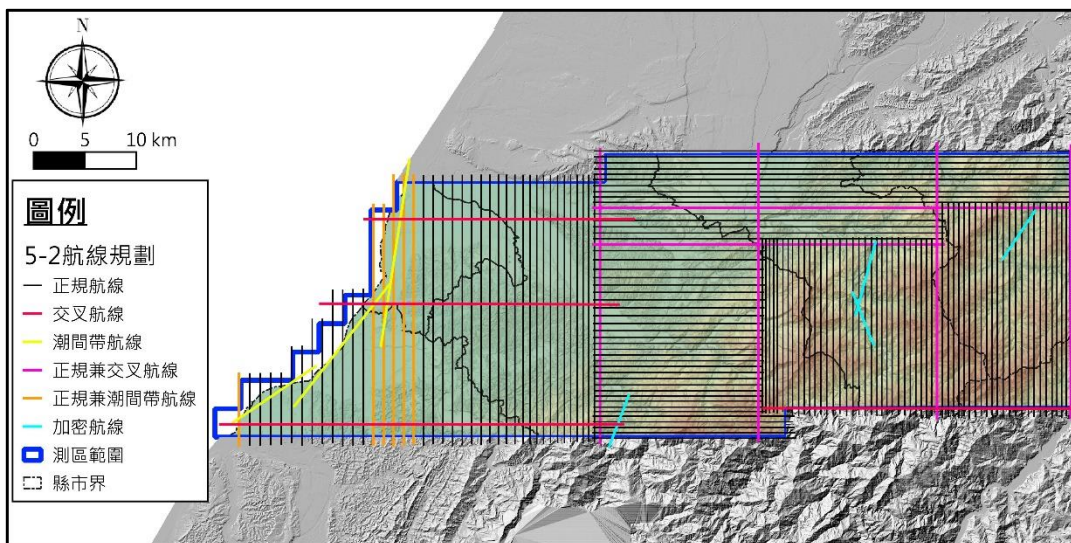 N
0 5 10 km
圖例
5-2航線規劃
正規航線
交叉航線
潮間帶航線
正規兼交叉航線
正規兼潮間帶航線
加密航線
測區範圍
縣市界